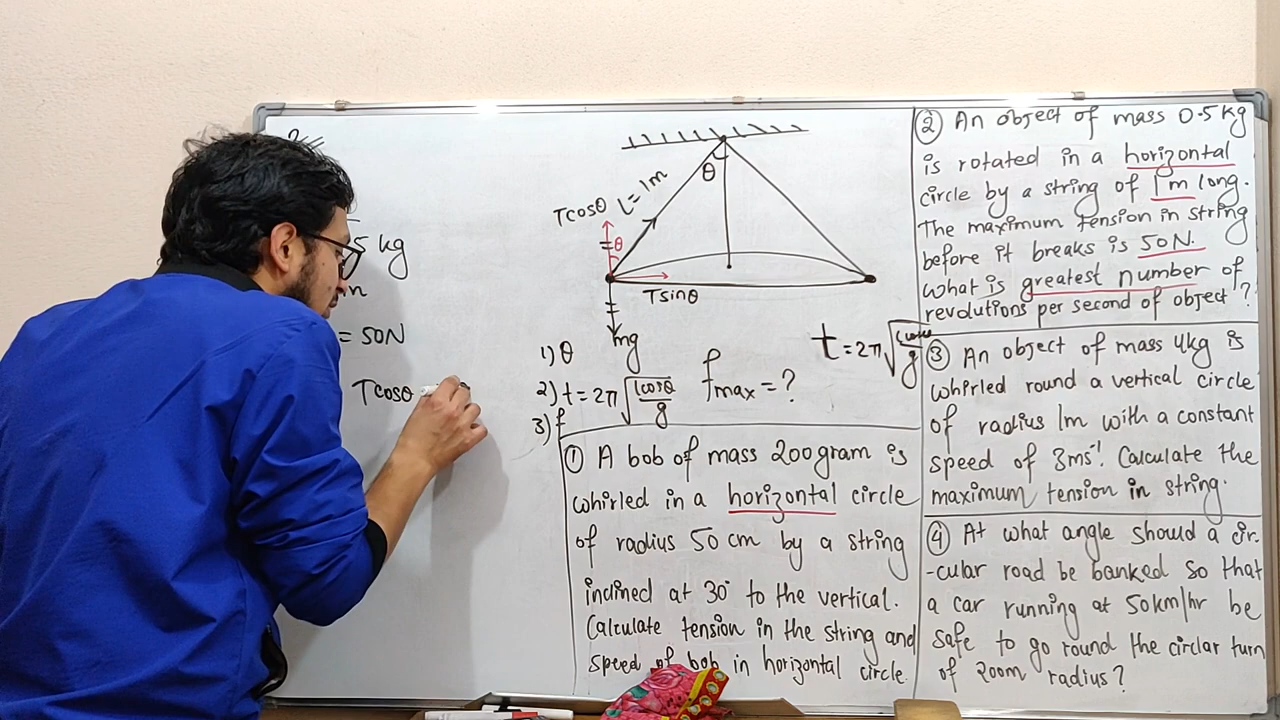 5 kg
m
= 50N
Tcosθ
θ
l = 1m
Tcosθ
θ
Tsinθ
mg
1) θ
2) t = 2π√(lcosθ/g)
3) f
fmax = ?
t = 2π√(lcosθ/g)
① A bob of mass 200gram is
whirled in a horizontal circle
of radius 50 cm by a string
inclined at 30° to the vertical.
Calculate tension in the string and
speed of bob in horizontal circle.
② An object of mass 0.5 kg
is rotated in a horizontal
circle by a string of 1m long.
The maximum tension in string
before it breaks is 50N.
What is greatest number of
revolutions per second of object ?
③ An object of mass 4kg is
whirled round a vertical circle
of radius 1m with a constant
speed of 3ms⁻¹. Calculate the
maximum tension in string.
④ At what angle should a cir-
-cular road be banked so that
a car running at 50km/hr be
safe to go round the circlar turn
of 200m radius?